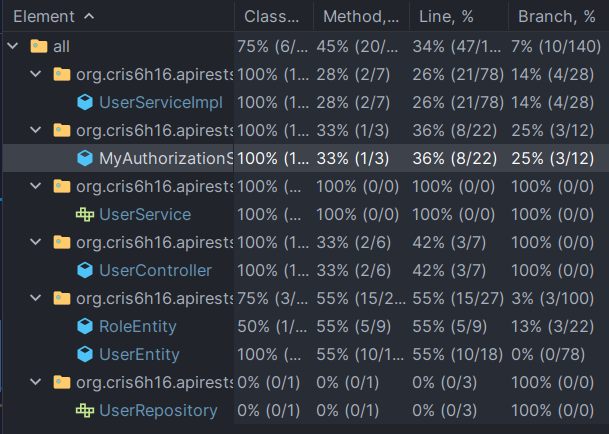 Element Class... Method,... Line, % Branch, %
all 75% (6/... 45% (20/... 34% (47/1... 7% (10/140)
org.cris6h16.apirests 100% (1... 28% (2/7) 26% (21/78) 14% (4/28)
UserServiceImpl 100% (1... 28% (2/7) 26% (21/78) 14% (4/28)
org.cris6h16.apirests 100% (1... 33% (1/3) 36% (8/22) 25% (3/12)
MyAuthorizationS 100% (1... 33% (1/3) 36% (8/22) 25% (3/12)
org.cris6h16.apirests 100% (... 100% (0/0) 100% (0/0) 100% (0/0)
UserService 100% (... 100% (0/0) 100% (0/0) 100% (0/0)
org.cris6h16.apirests 100% (1... 33% (2/6) 42% (3/7) 100% (0/0)
UserController 100% (1... 33% (2/6) 42% (3/7) 100% (0/0)
org.cris6h16.apirests 75% (3/... 55% (15/2... 55% (15/27) 3% (3/100)
RoleEntity 50% (1/... 55% (5/9) 55% (5/9) 13% (3/22)
UserEntity 100% (... 55% (10/1... 55% (10/18) 0% (0/78)
org.cris6h16.apirests 0% (0/1) 0% (0/1) 0% (0/3) 100% (0/0)
UserRepository 0% (0/1) 0% (0/1) 0% (0/3) 100% (0/0)